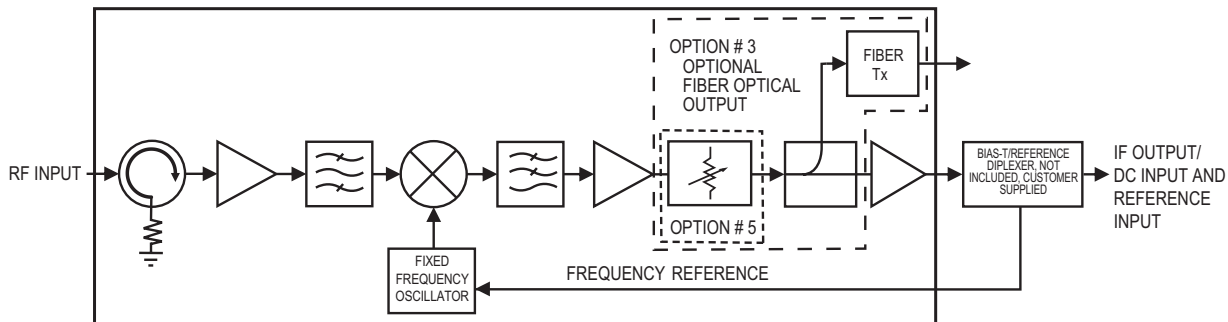 OPTION # 3
OPTIONAL
FIBER OPTICAL
OUTPUT
FIBER
Tx
RF INPUT
OPTION # 5
BIAS-T/REFERENCE
DIPLEXER, NOT
INCLUDED, CUSTOMER
SUPPLIED
IF OUTPUT/
DC INPUT AND
REFERENCE
INPUT
FIXED
FREQUENCY
OSCILLATOR
FREQUENCY REFERENCE